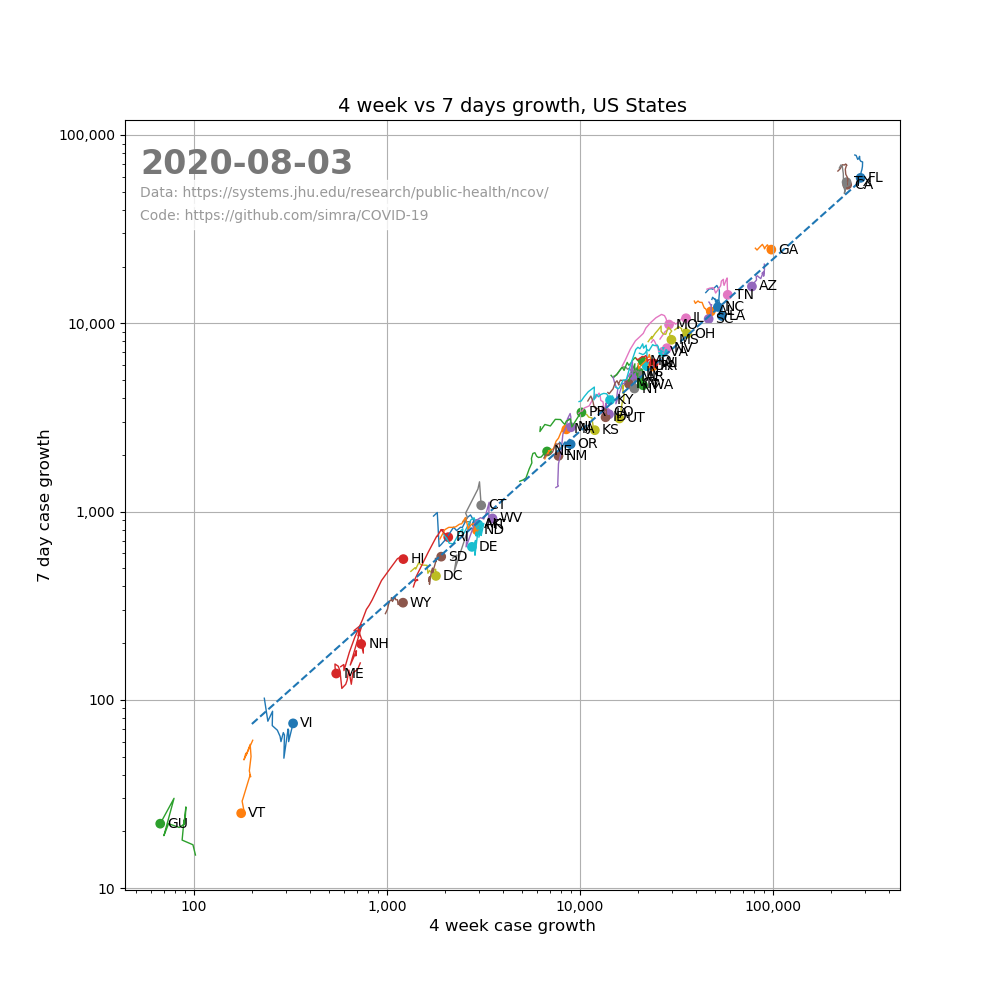 4 week vs 7 days growth, US States
100,000
2020-08-03
Data: https://systems.jhu.edu/research/public-health/ncov/
Code: https://github.com/simra/COVID-19
FL
CA
GA
AZ
TN
NC
LA
SC
10,000
IL
MO
OH
MS
NV
VA
WA
NY
KY
PR
CO
UT
KS
OR
NE
NM
CT
1,000
WV
ND
RI
DE
HI
SD
DC
WY
NH
ME
100
VI
VT
GU
10
100
1,000
10,000
100,000
4 week case growth
7 day case growth